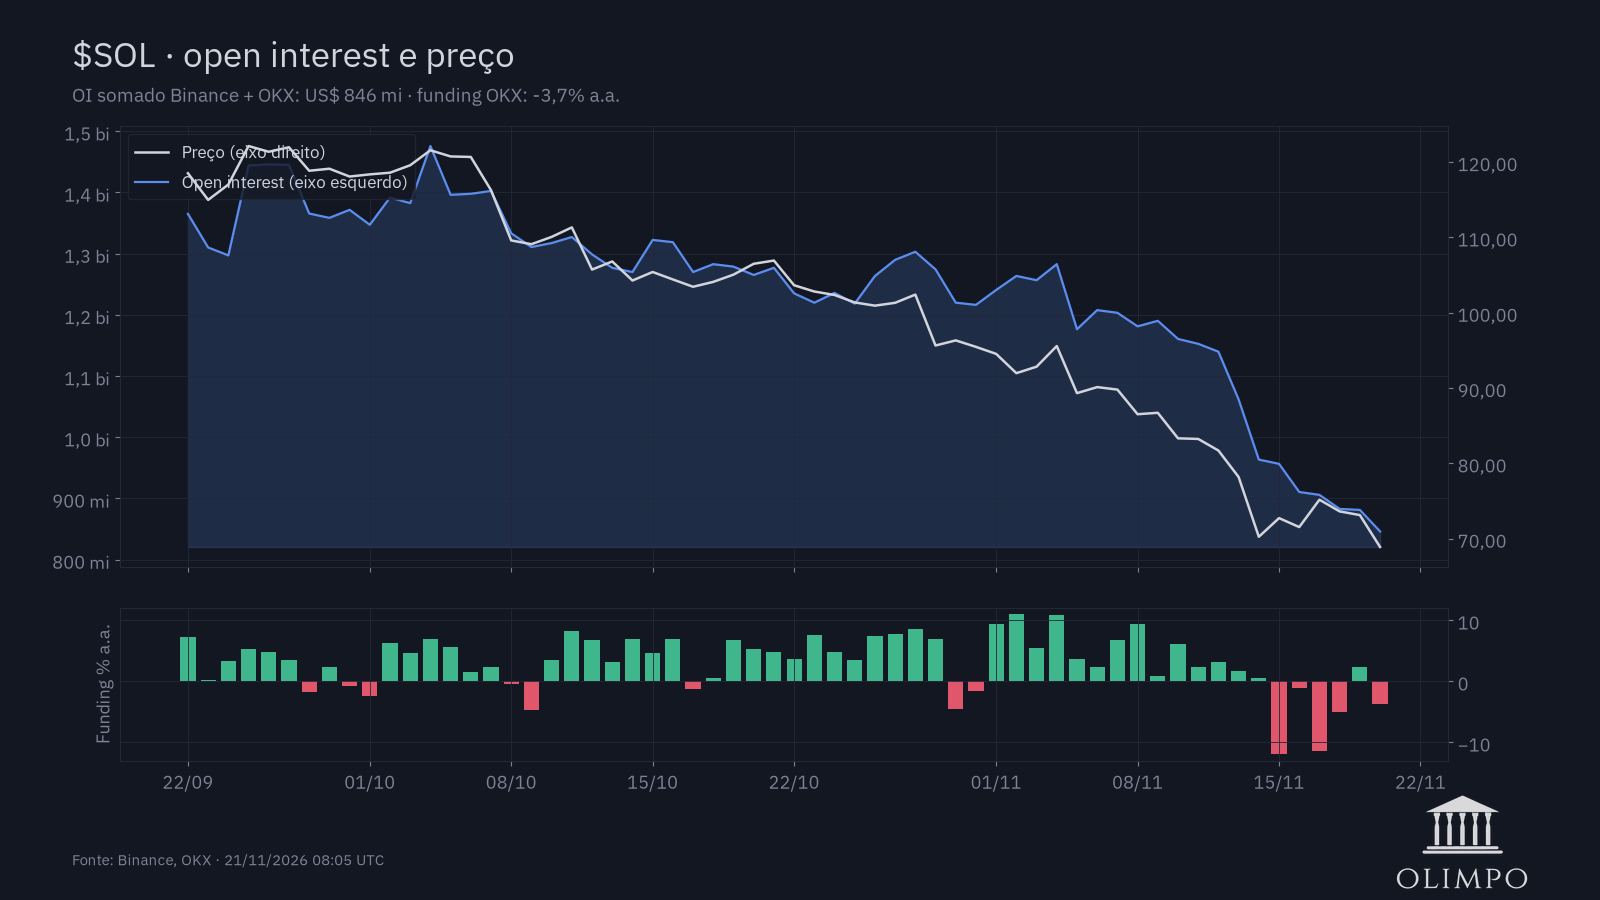 $SOL · open interest e preço
OI somado Binance + OKX: US$ 846 mi · funding OKX: -3,7% a.a.
1,5 bi
1,4 bi
1,3 bi
1,2 bi
1,1 bi
1,0 bi
900 mi
800 mi
Preço (eixo direito)
Open interest (eixo esquerdo)
120,00
110,00
100,00
90,00
80,00
70,00
Funding % a.a.
10
0
−10
22/09 01/10 08/10 15/10 22/10 01/11 08/11 15/11 22/11
Fonte: Binance, OKX · 21/11/2026 08:05 UTC
OLIMPO